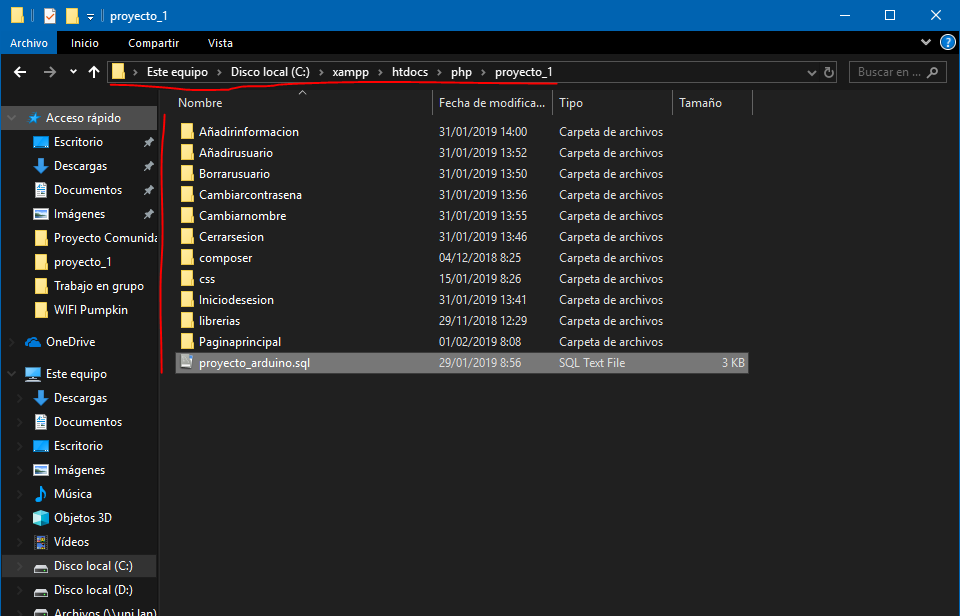 proyecto_1
Archivo Inicio Compartir Vista
Este equipo > Disco local (C:) > xampp > htdocs > php > proyecto_1
Buscar en ...
Nombre Fecha de modifica... Tipo Tamaño
Añadirinformacion 31/01/2019 14:00 Carpeta de archivos
Añadirusuario 31/01/2019 13:52 Carpeta de archivos
Borrarusuario 31/01/2019 13:50 Carpeta de archivos
Cambiarcontrasena 31/01/2019 13:56 Carpeta de archivos
Cambiarnombre 31/01/2019 13:55 Carpeta de archivos
Cerrarsesion 31/01/2019 13:46 Carpeta de archivos
composer 04/12/2018 8:25 Carpeta de archivos
css 15/01/2019 8:26 Carpeta de archivos
Iniciodesesion 31/01/2019 13:41 Carpeta de archivos
librerias 29/11/2018 12:29 Carpeta de archivos
Paginaprincipal 01/02/2019 8:08 Carpeta de archivos
proyecto_arduino.sql 29/01/2019 8:56 SQL Text File 3 KB
Acceso rápido
Escritorio
Descargas
Documentos
Imágenes
Proyecto Comunida
proyecto_1
Trabajo en grupo
WIFI Pumpkin
OneDrive
Este equipo
Descargas
Documentos
Escritorio
Imágenes
Música
Objetos 3D
Vídeos
Disco local (C:)
Disco local (D:)
Archivos (\\uni.lan)